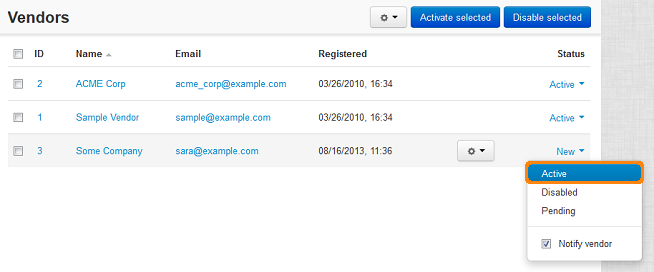 Vendors Activate selected Disable selected
ID Name Email Registered Status
2 ACME Corp acme_corp@example.com 03/26/2010, 16:34 Active
1 Sample Vendor sample@example.com 03/26/2010, 16:34 Active
3 Some Company sara@example.com 08/16/2013, 11:36 New
Active
Disabled
Pending
Notify vendor